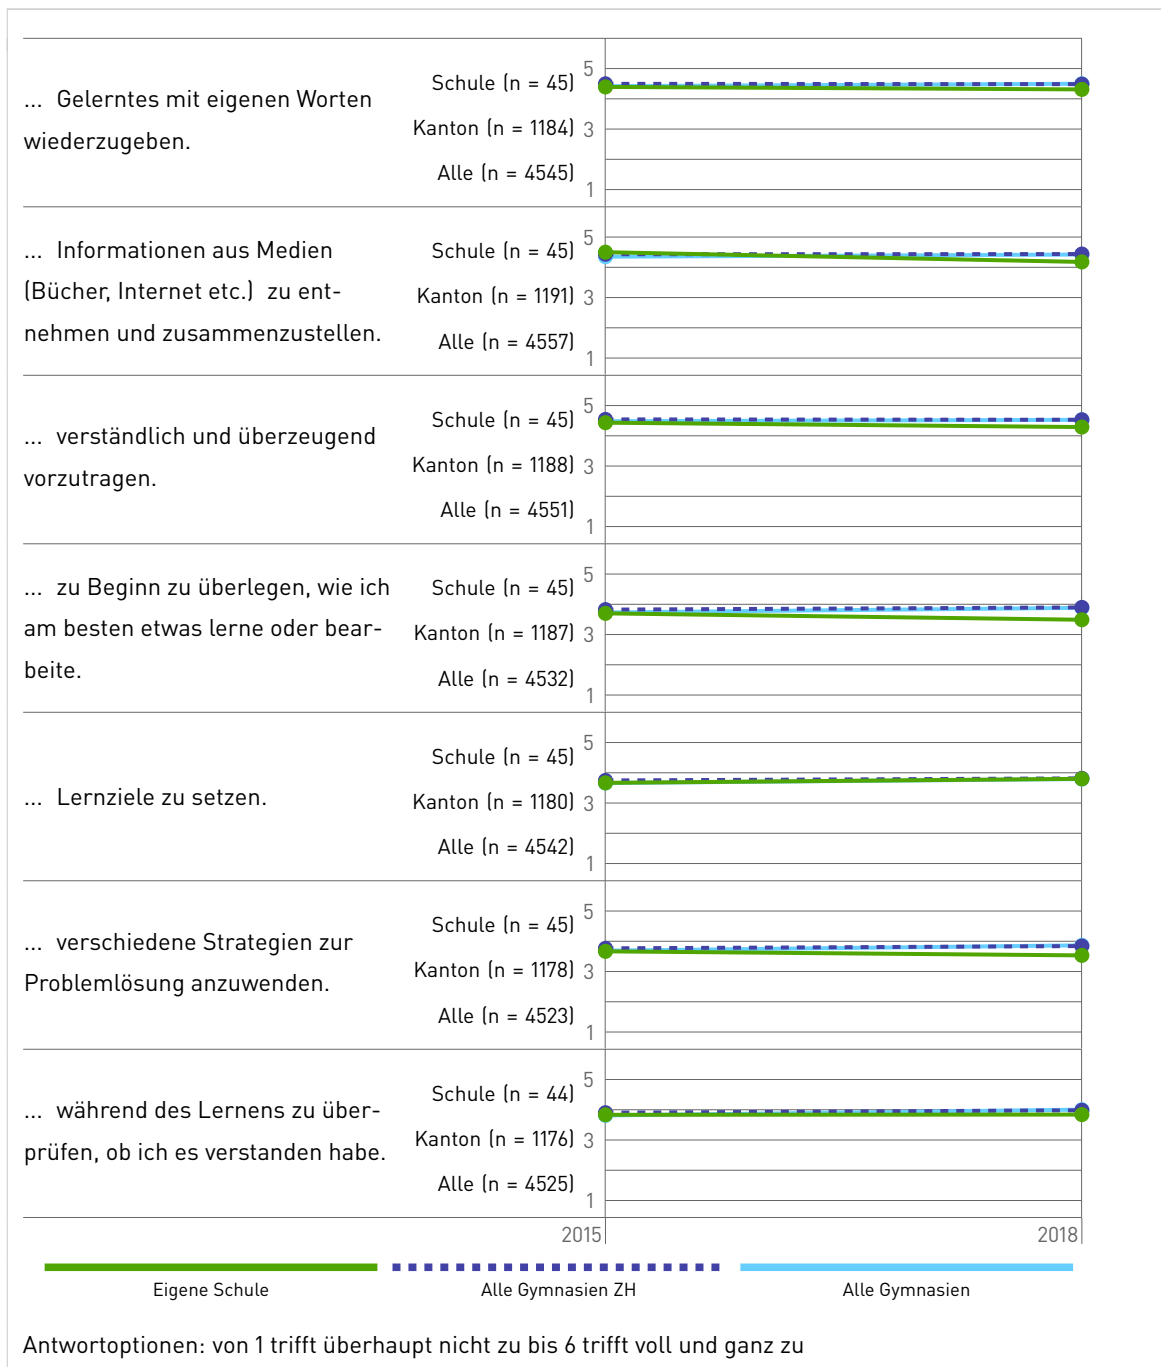 ... Gelerntes mit eigenen Worten
wiederzugeben.
Schule (n = 45)
Kanton (n = 1184)
Alle (n = 4545)
5
3
1
... Informationen aus Medien
(Bücher, Internet etc.) zu ent-
nehmen und zusammenzustellen.
Schule (n = 45)
Kanton (n = 1191)
Alle (n = 4557)
5
3
1
... verständlich und überzeugend
vorzutragen.
Schule (n = 45)
Kanton (n = 1188)
Alle (n = 4551)
5
3
1
... zu Beginn zu überlegen, wie ich
am besten etwas lerne oder bear-
beite.
Schule (n = 45)
Kanton (n = 1187)
Alle (n = 4532)
5
3
1
... Lernziele zu setzen.
Schule (n = 45)
Kanton (n = 1180)
Alle (n = 4542)
5
3
1
... verschiedene Strategien zur
Problemlösung anzuwenden.
Schule (n = 45)
Kanton (n = 1178)
Alle (n = 4523)
5
3
1
... während des Lernens zu über-
prüfen, ob ich es verstanden habe.
Schule (n = 44)
Kanton (n = 1176)
Alle (n = 4525)
5
3
1
2015 2018
Eigene Schule Alle Gymnasien ZH Alle Gymnasien
Antwortoptionen: von 1 trifft überhaupt nicht zu bis 6 trifft voll und ganz zu